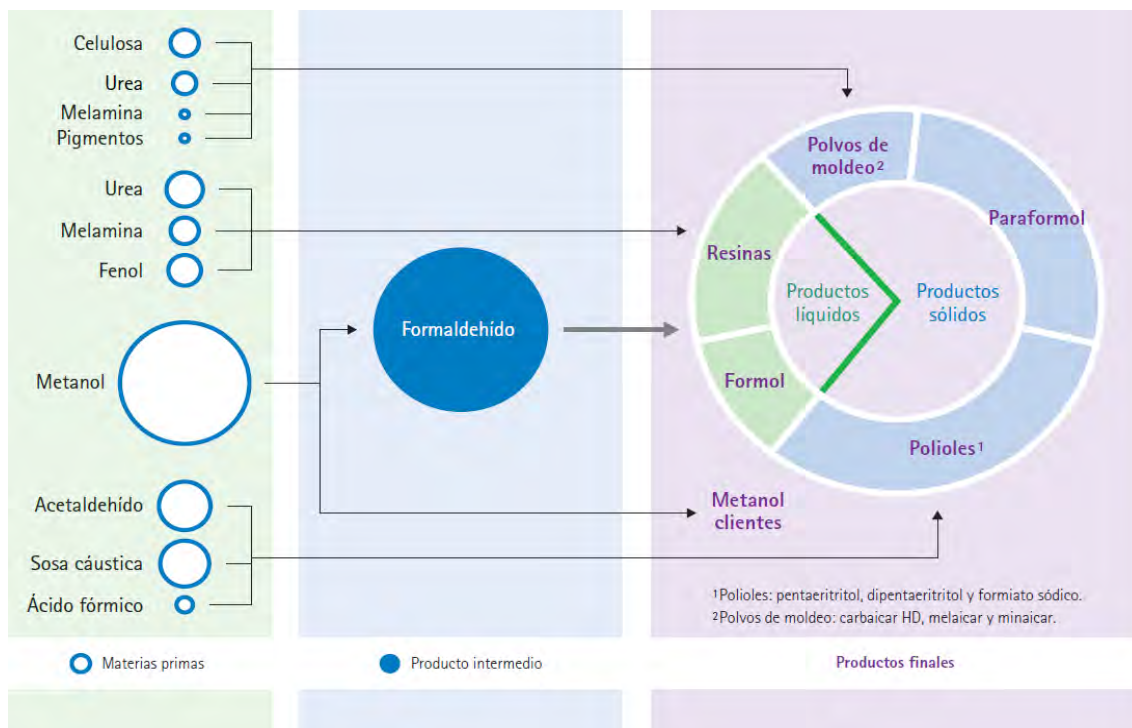 Celulosa
Urea
Melamina
Pigmentos
Urea
Melamina
Fenol
Metanol
Acetaldehído
Sosa cáustica
Ácido fórmico
Formaldehído
Polvos de
moldeo²
Paraformol
Resinas
Productos
líquidos
Productos
sólidos
Formol
Polioles¹
Metanol
clientes
¹Polioles: pentaeritritol, dipentaeritritol y formiato sódico.
²Polvos de moldeo: carbaicar HD, melaicar y minaicar.
Materias primas
Producto intermedio
Productos finales